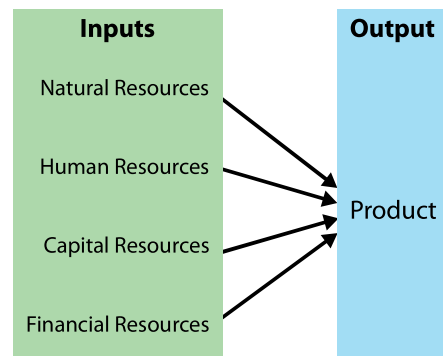 Inputs
Output
Natural Resources
Human Resources
Product
Capital Resources
Financial Resources